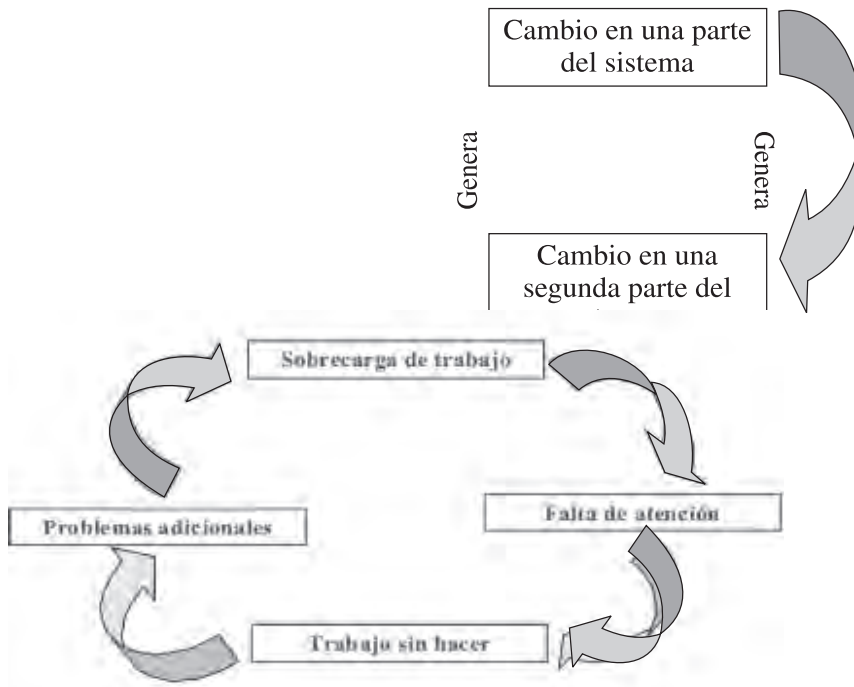 Cambio en una parte
del sistema
Genera
Genera
Cambio en una
segunda parte del
Sobrecarga de trabajo
Problemas adicionales
Falta de atención
Trabajo sin hacer